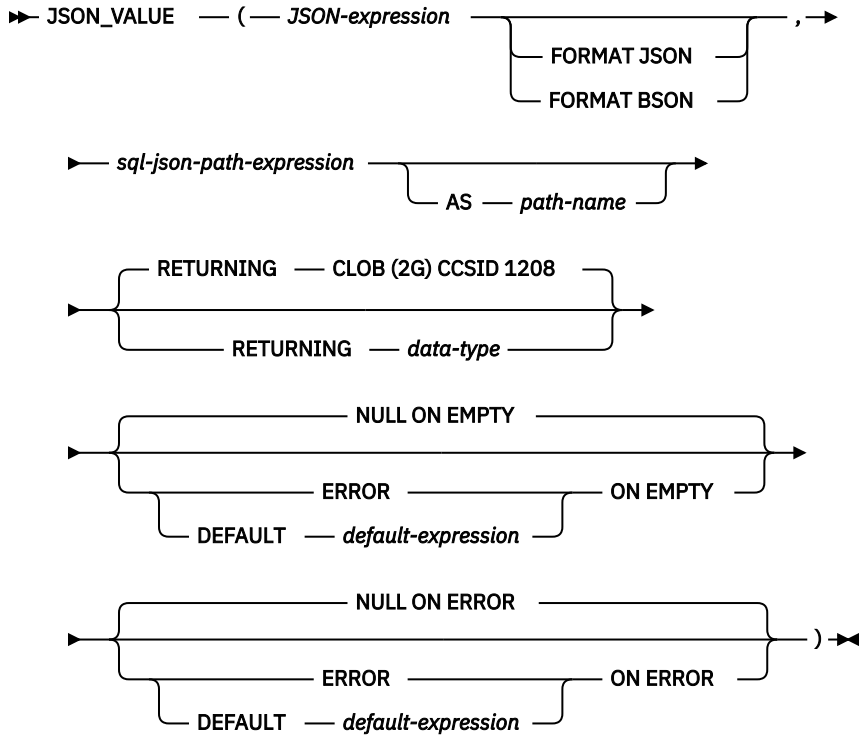 JSON_VALUE ( JSON-expression ,
FORMAT JSON
FORMAT BSON
sql-json-path-expression
AS path-name
RETURNING CLOB (2G) CCSID 1208
RETURNING data-type
NULL ON EMPTY
ERROR ON EMPTY
DEFAULT default-expression
NULL ON ERROR
)
ERROR ON ERROR
DEFAULT default-expression